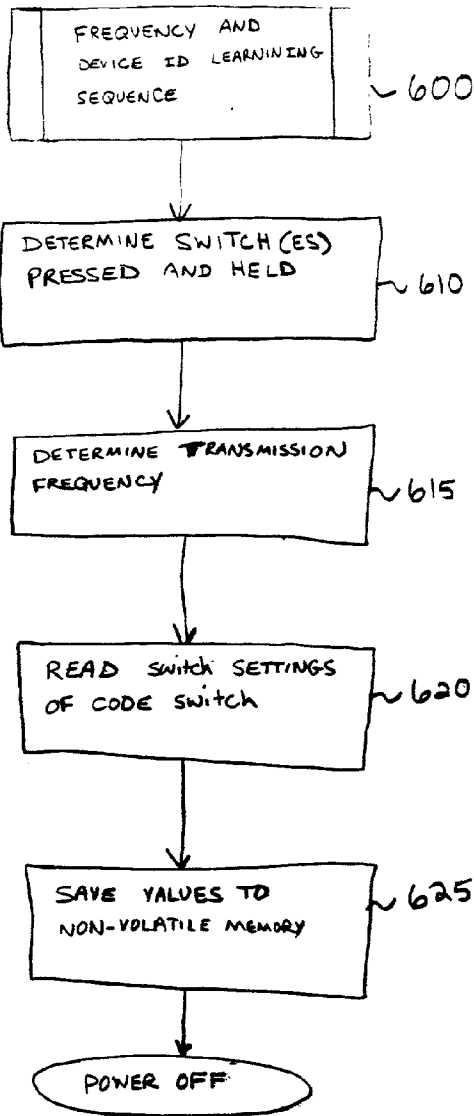 FREQUENCY AND
DEVICE ID LEARNINING
SEQUENCE
600
DETERMINE SWITCH(ES)
PRESSED AND HELD
610
DETERMINE TRANSMISSION
FREQUENCY
615
READ Switch SETTINGS
OF CODE Switch
620
SAVE VALUES TO
NON-VOLATILE MEMORY
625
POWER OFF